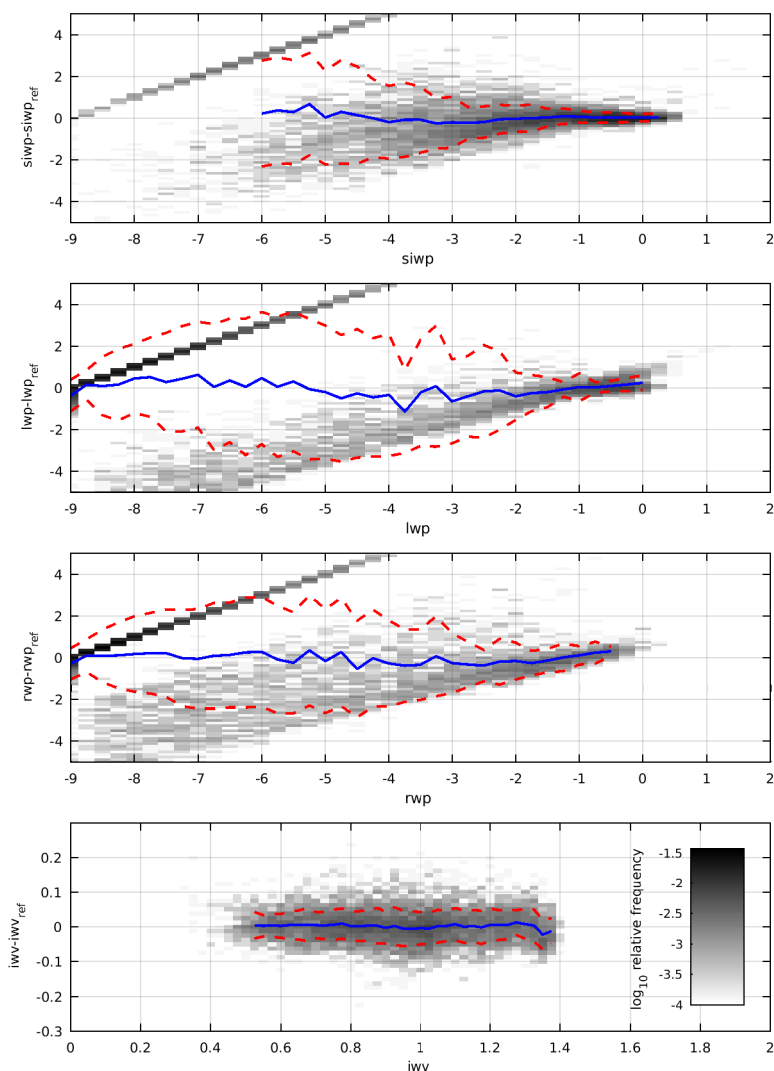 siwp-siwp_ref
4
2
0
-2
-4
-9 -8 -7 -6 -5 -4 -3 -2 -1 0 1 2
siwp
lwp-lwp_ref
4
2
0
-2
-4
-9 -8 -7 -6 -5 -4 -3 -2 -1 0 1 2
lwp
rwp-rwp_ref
4
2
0
-2
-4
-9 -8 -7 -6 -5 -4 -3 -2 -1 0 1 2
rwp
iwv-iwv_ref
0.2
0.1
0
-0.1
-0.2
-0.3
0 0.2 0.4 0.6 0.8 1 1.2 1.4 1.6 1.8 2
iwv
log_10 relative frequency
-1.5
-2
-2.5
-3
-3.5
-4